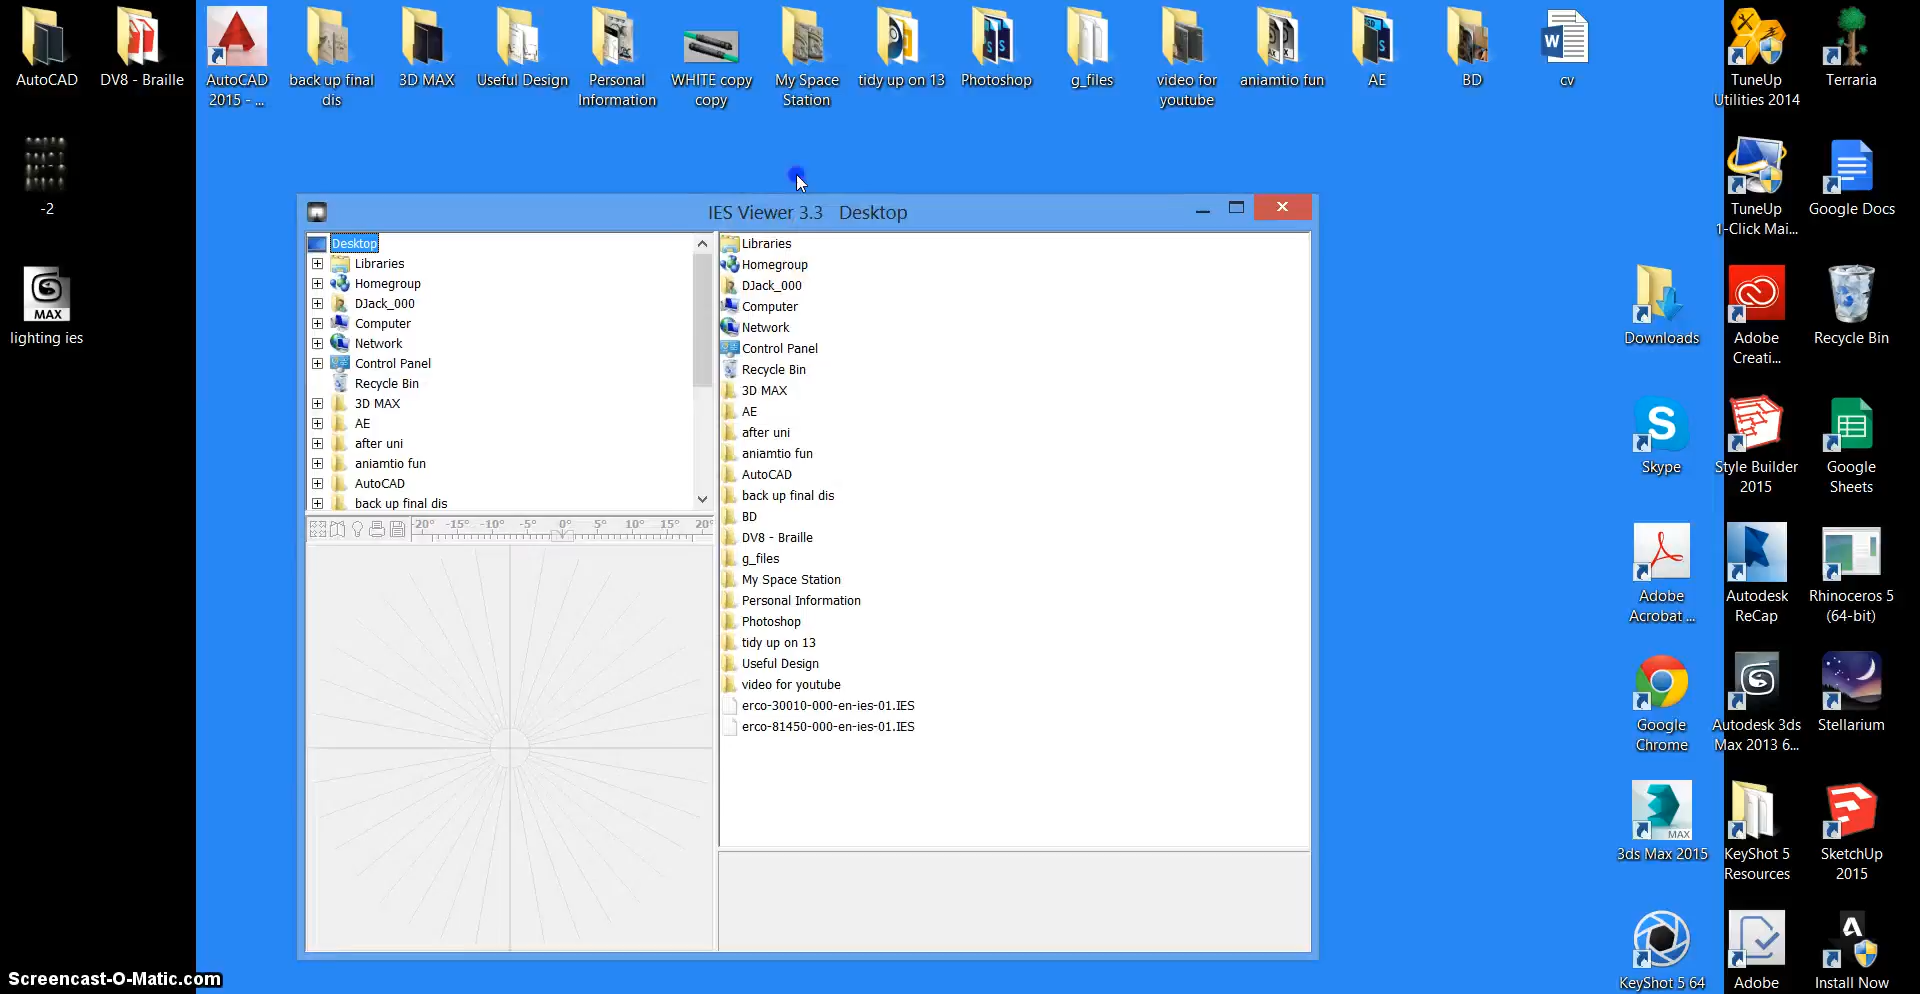 AutoCAD
DV8 - Braille
AutoCAD
2015 - ...
back up final
dis
3D MAX
Useful Design
Personal
Information
WHITE copy
copy
My Space
Station
tidy up on 13
Photoshop
g_files
video for
youtube
aniamtio fun
AE
BD
cv
TuneUp
Utilities 2014
Terraria
-2
TuneUp
1-Click Mai...
Google Docs
MAX
lighting ies
Downloads
Adobe
Creati...
Recycle Bin
Skype
Style Builder
2015
Google
Sheets
Adobe
Acrobat ...
Autodesk
ReCap
Rhinoceros 5
(64-bit)
Google
Chrome
Autodesk 3ds
Max 2013 6...
Stellarium
MAX
3ds Max 2015
KeyShot 5
Resources
SketchUp
2015
KeyShot 5 64
Adobe
Install Now
IES Viewer 3.3 Desktop
Desktop
Libraries
Homegroup
DJack_000
Computer
Network
Control Panel
Recycle Bin
3D MAX
AE
after uni
aniamtio fun
AutoCAD
back up final dis
-20° -15° -10° -5° 0° 5° 10° 15° 20°
Libraries
Homegroup
DJack_000
Computer
Network
Control Panel
Recycle Bin
3D MAX
AE
after uni
aniamtio fun
AutoCAD
back up final dis
BD
DV8 - Braille
g_files
My Space Station
Personal Information
Photoshop
tidy up on 13
Useful Design
video for youtube
erco-30010-000-en-ies-01.IES
erco-81450-000-en-ies-01.IES
Screencast-O-Matic.com